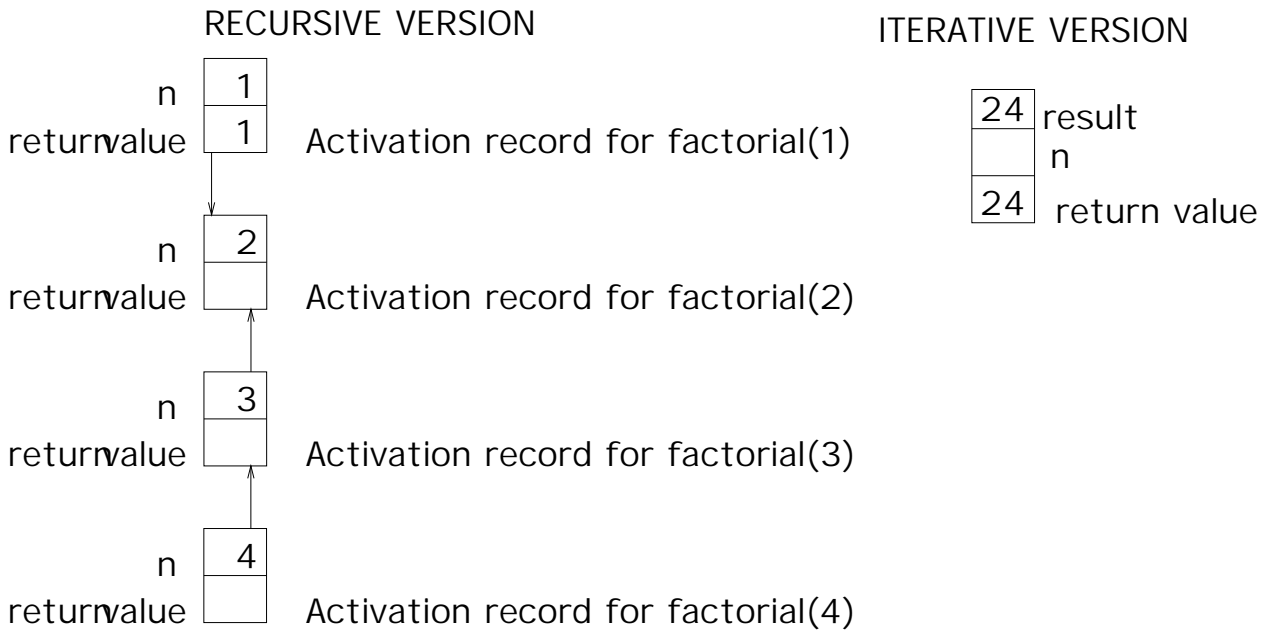 RECURSIVE VERSION
n 1
returnvalue 1 Activation record for factorial(1)
n 2
returnvalue Activation record for factorial(2)
n 3
returnvalue Activation record for factorial(3)
n 4
returnvalue Activation record for factorial(4)
ITERATIVE VERSION
24 result
n
24 return value